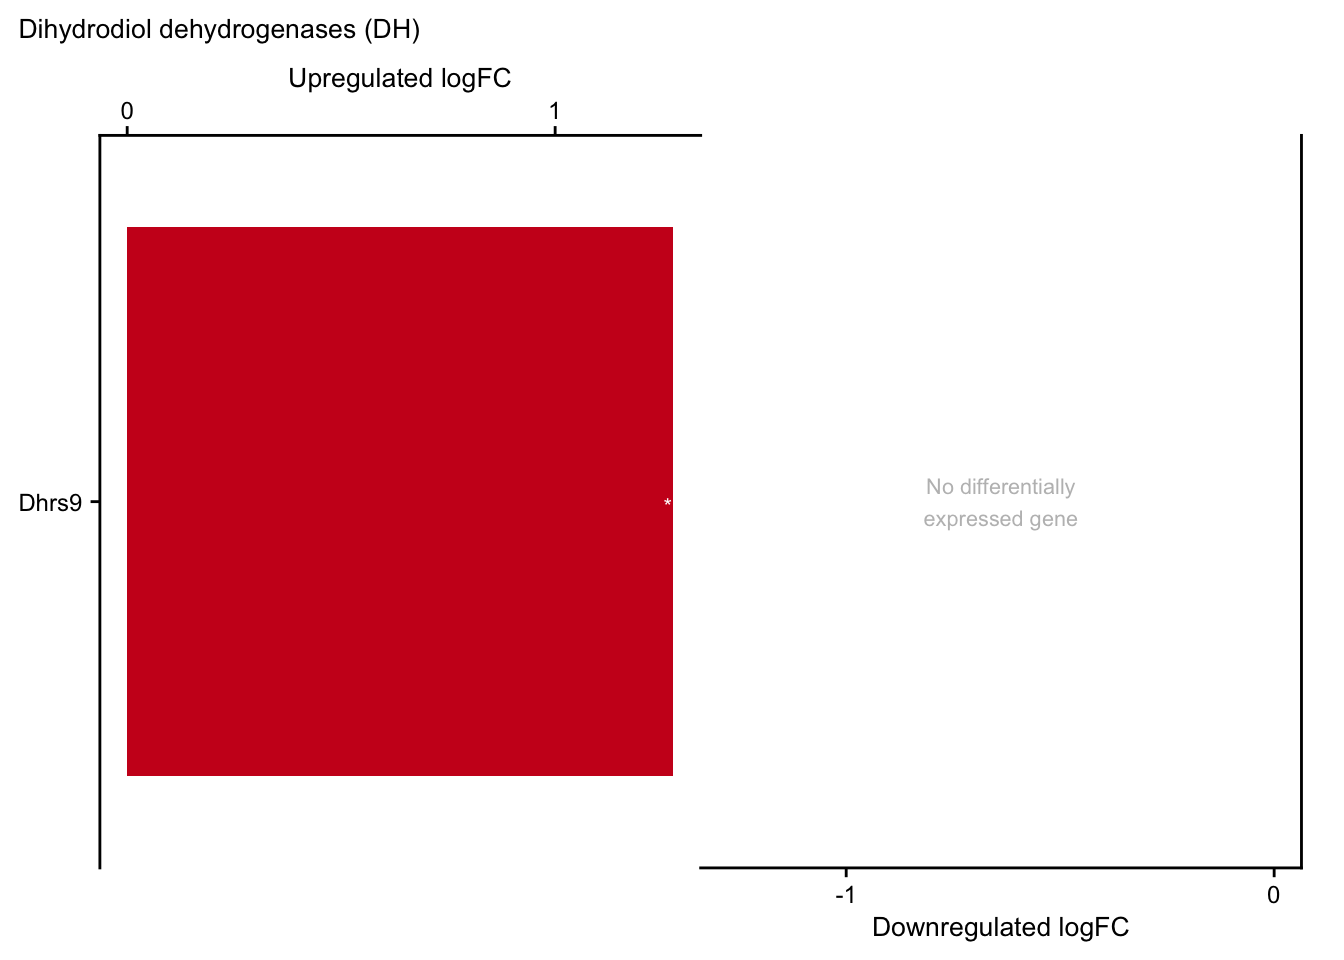 Dihydrodiol dehydrogenases (DH)
Upregulated logFC
0 1
Dhrs9
*
No differentially
expressed gene
-1 0
Downregulated logFC